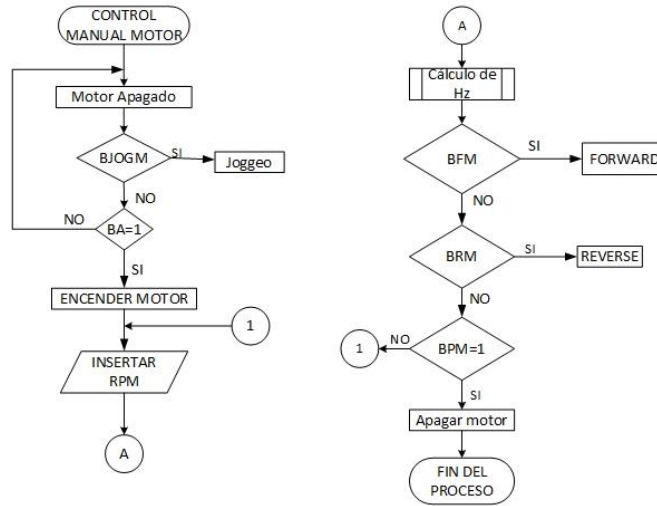 CONTROL
MANUAL MOTOR
Motor Apagado
BJOGM
SI
Joggeo
NO
NO
BA=1
SI
ENCENDER MOTOR
1
INSERTAR
RPM
A
A
Cálculo de
Hz
BFM
SI
FORWARD
NO
BRM
SI
REVERSE
NO
1
NO
BPM=1
SI
Apagar motor
FIN DEL
PROCESO